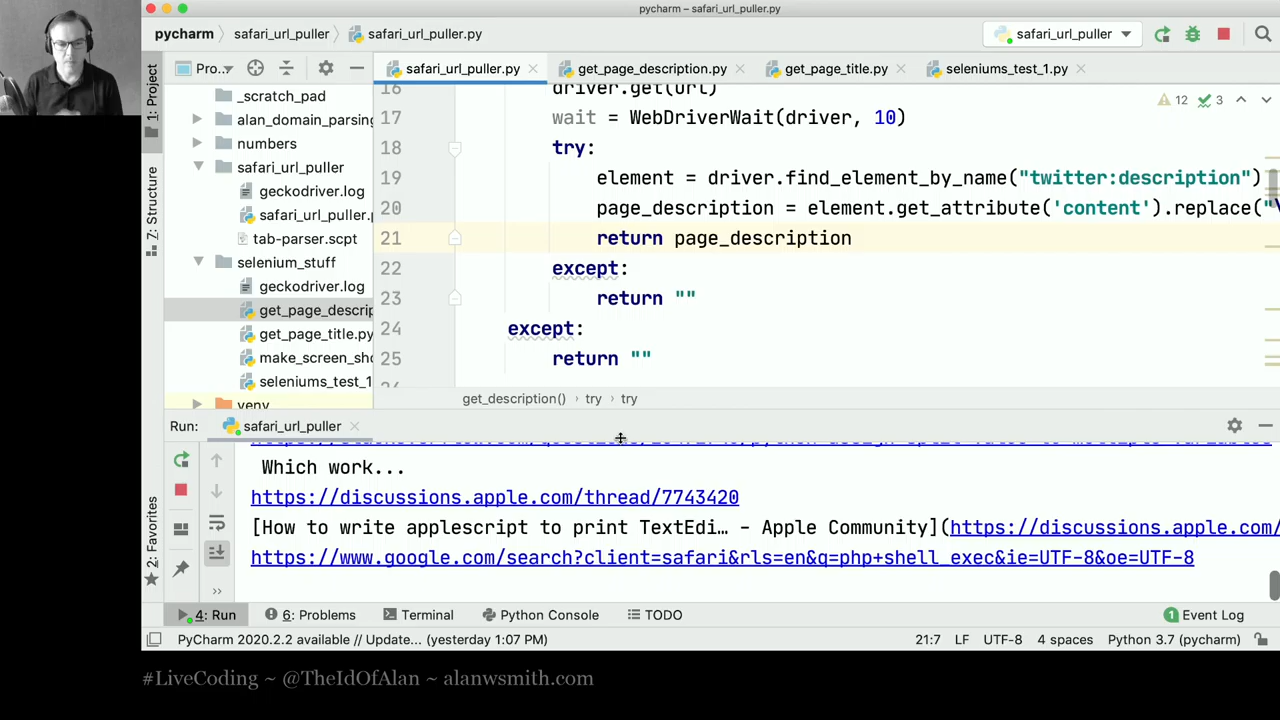 pycharm – safari_url_puller.py
pycharm safari_url_puller safari_url_puller.py safari_url_puller
1: Project
7: Structure
2: Favorites
Pro..
safari_url_puller.py get_page_description.py get_page_title.py seleniums_test_1.py
_scratch_pad
alan_domain_parsing
numbers
safari_url_puller
geckodriver.log
safari_url_puller.p
tab-parser.scpt
selenium_stuff
geckodriver.log
get_page_descrip
get_page_title.py
make_screen_sho
seleniums_test_1
venv
12 3
16 driver.get(url)
17 wait = WebDriverWait(driver, 10)
18 try:
19 element = driver.find_element_by_name("twitter:description")
20 page_description = element.get_attribute('content').replace("\
21 return page_description
22 except:
23 return ""
24 except:
25 return ""
get_description() try try
Run: safari_url_puller
Which work...
https://discussions.apple.com/thread/7743420
[How to write applescript to print TextEdi… - Apple Community](https://discussions.apple.com/
https://www.google.com/search?client=safari&rls=en&q=php+shell_exec&ie=UTF-8&oe=UTF-8
4: Run 6: Problems Terminal Python Console TODO 1 Event Log
PyCharm 2020.2.2 available // Update... (yesterday 1:07 PM) 21:7 LF UTF-8 4 spaces Python 3.7 (pycharm)
#LiveCoding ~ @TheIdOfAlan ~ alanwsmith.com